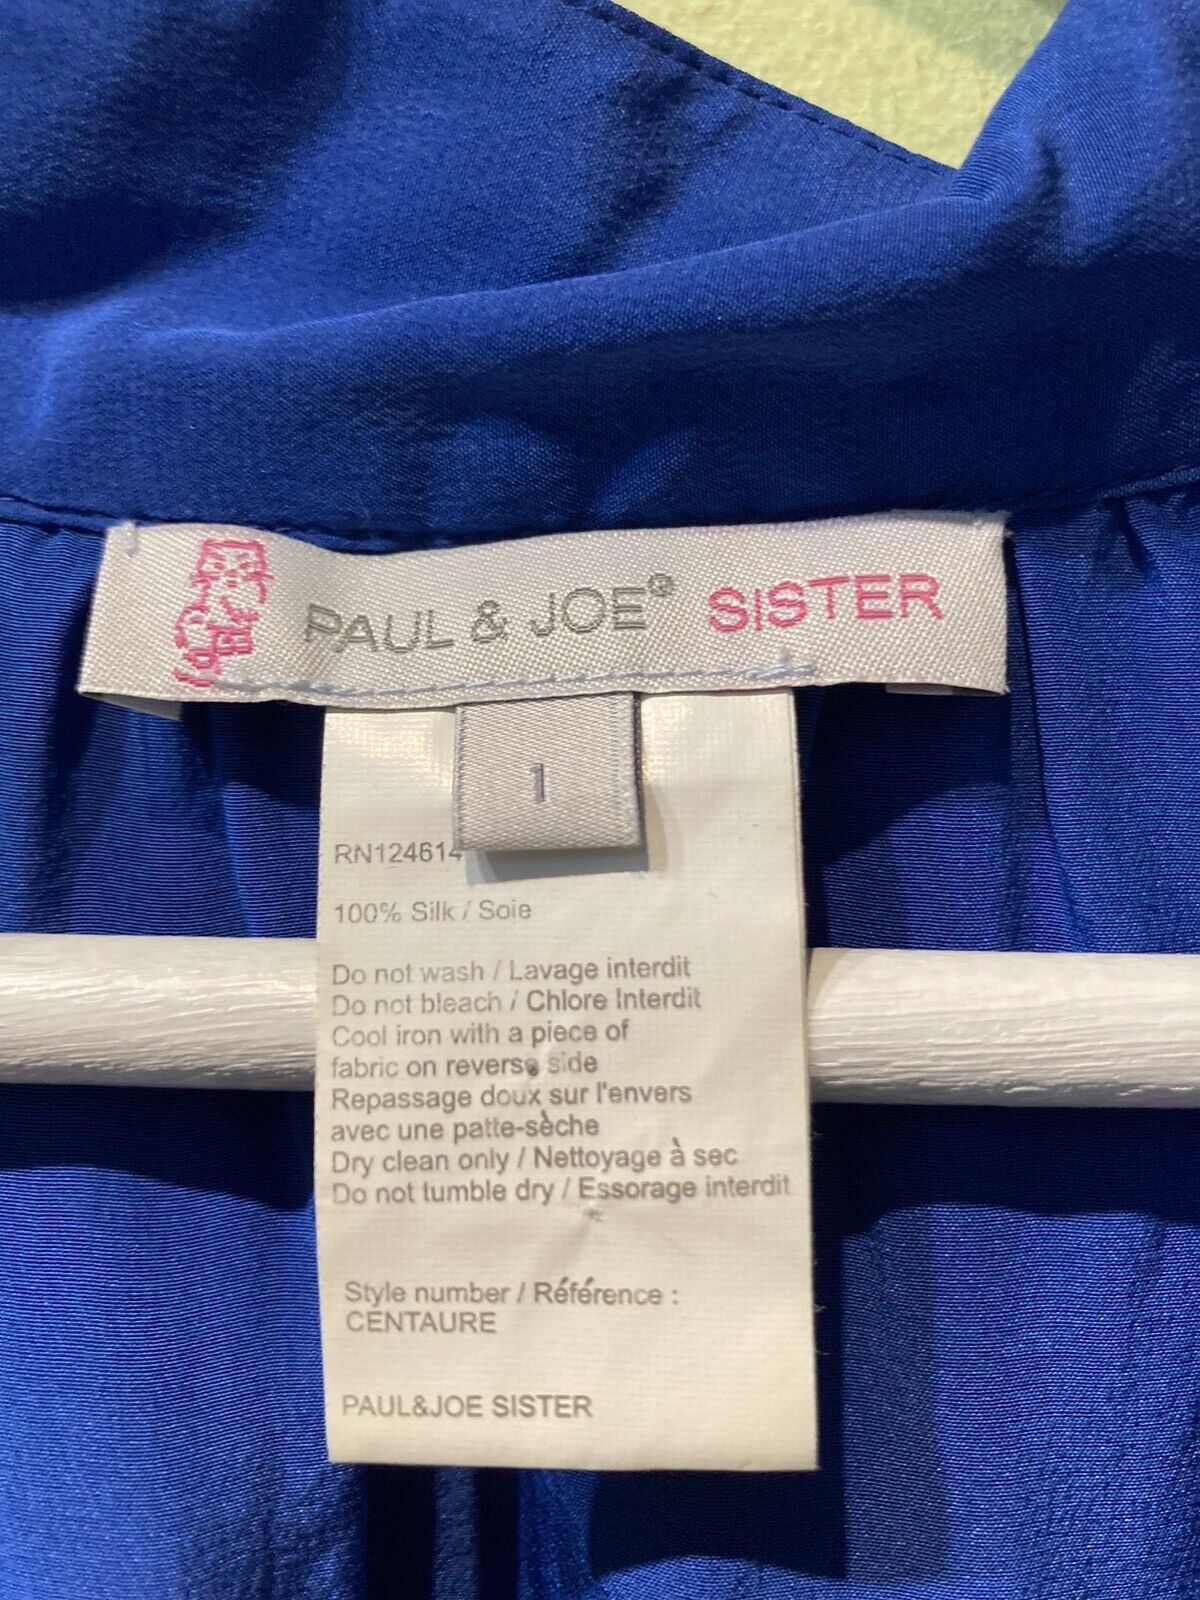 PAUL & JOE® SISTER
1
RN124614
100% Silk / Soie
Do not wash / Lavage interdit
Do not bleach / Chlore Interdit
Cool iron with a piece of
fabric on reverse side
Repassage doux sur l'envers
avec une patte-sèche
Dry clean only / Nettoyage à sec
Do not tumble dry / Essorage interdit
Style number / Référence :
CENTAURE
PAUL&JOE SISTER